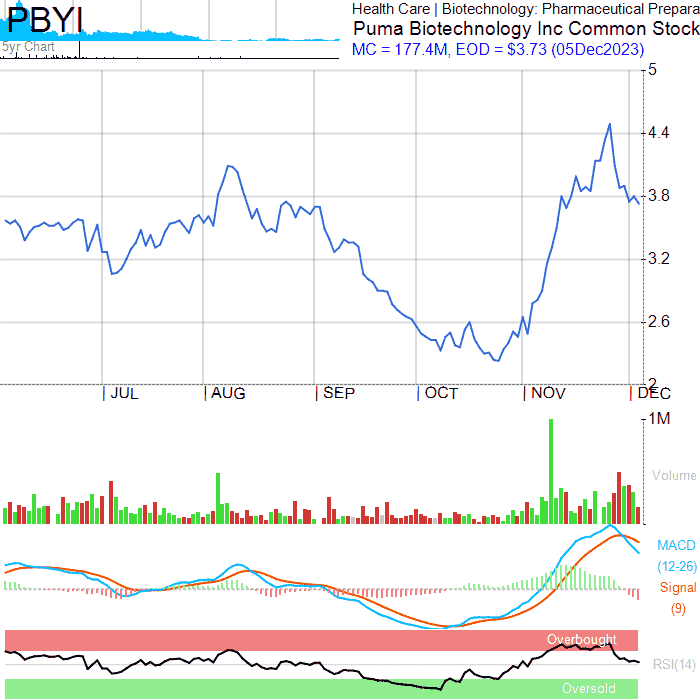 PBYI
5yr Chart
Health Care | Biotechnology: Pharmaceutical Prepara
Puma Biotechnology Inc Common Stock
MC = 177.4M, EOD = $3.73 (05Dec2023)
5
4.4
3.8
3.2
2.6
2
| JUL | AUG | SEP | OCT | NOV | DEC
1M
Volume
MACD
(12-26)
Signal
(9)
Overbought
RSI(14)
Oversold